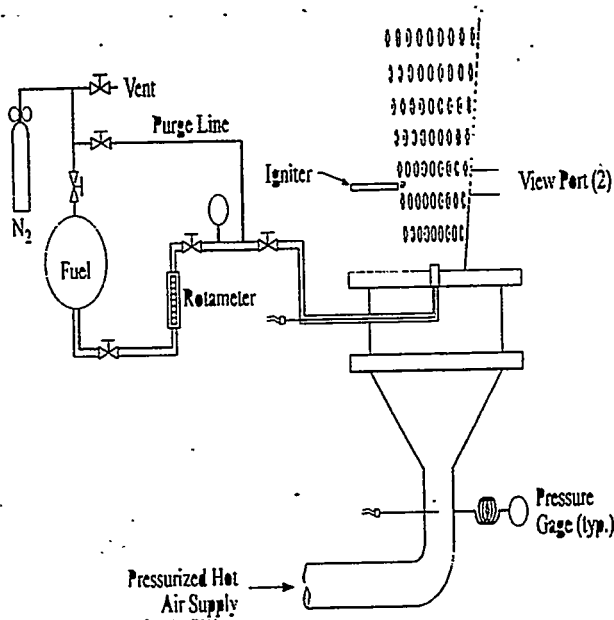 Vent
Purge Line
Igniter
View Port (2)
N2
Fuel
Rotameter
Pressure
Gage (typ.)
Pressurized Hot
Air Supply